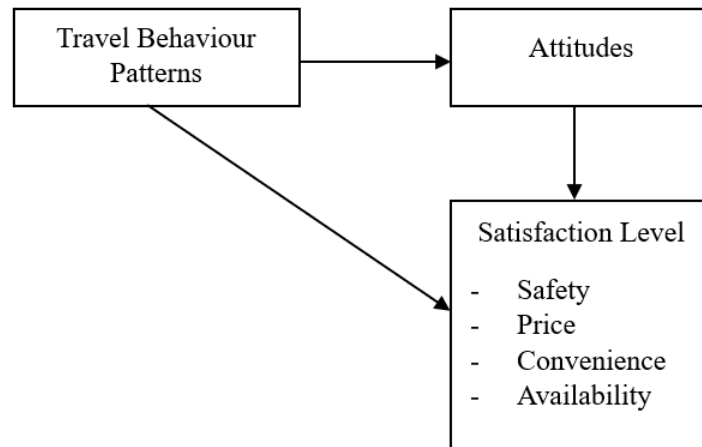 Travel Behaviour
Patterns
Attitudes
Satisfaction Level
- Safety
- Price
- Convenience
- Availability